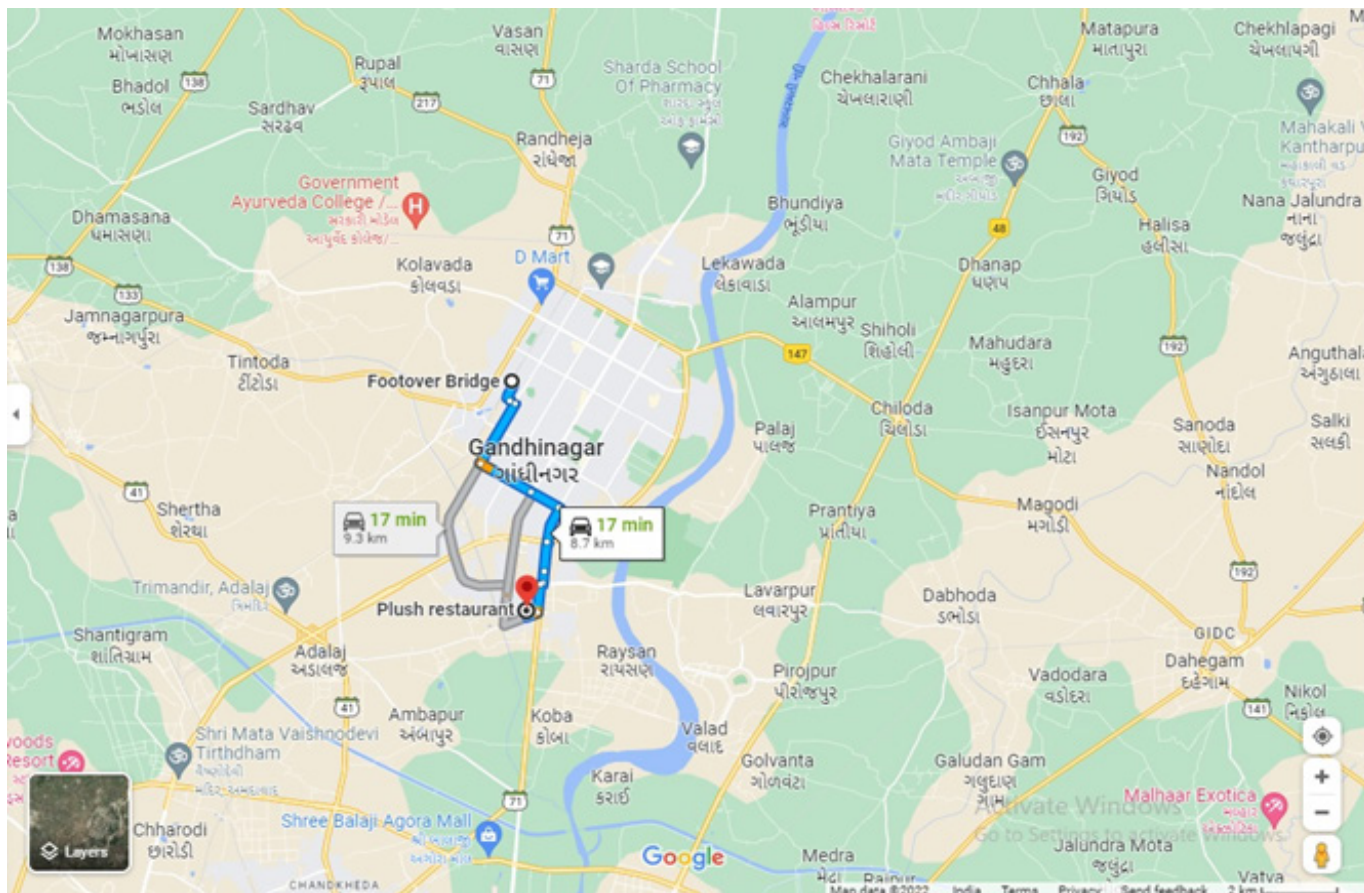 Mokhasan
મોખાસણ
Bhadol
ભડોલ
138
Vasan
વાસણ
Rupal
રૂપાલ
71
217
Sardhav
સરઢવ
Sharda School
Of Pharmacy
Randheja
રાંધેજા
Chekhalarani
ચેખલારાણી
Matapura
માતાપુરા
Chekhlapagi
ચેખલાપગી
Chhala
છાલા
192
Giyod Ambaji
Mata Temple
Mahakali
Kantharpu
Giyod
ગિયોડ
Government
Ayurveda College /...
Dhamasana
ધમાસણા
Bhundiya
ભૂંડીયા
48
Halisa
હલીસા
Nana Jalundra
નાના
જલુંદ્રા
71
D Mart
Kolavada
કોલવડા
Lekawada
લેકાવાડા
Dhanap
ધણપ
138
133
Jamnagarpura
જમ્નાગર્પુરા
Alampur
આલમપુર
Shiholi
શિહોલી
Mahudara
મહુદરા
147
192
Anguthala
અંગુઠાલા
Tintoda
ટીંટોડા
Footover Bridge
Chiloda
ચિલોડા
Isanpur Mota
ઈસનપુર
મોટા
Palaj
પાલજ
Sanoda
સાણોદા
Salki
સલકી
Gandhinagar
ગાંધીનગર
Nandol
નાંદોલ
41
Shertha
શેરથા
17 min
9.3 km
17 min
8.7 km
Prantiya
પ્રાંતીયા
Magodi
મગોડી
192
Trimandir, Adalaj
ત્રિમંદિર
Plush restaurant
Lavarpur
લવારપુર
Dabhoda
ડભોડા
Shantigram
શાંતિગ્રામ
Adalaj
અડાલજ
Raysan
રાયસણ
Pirojpur
પીરોજપુર
GIDC
Dahegam
દહેગામ
Vadodara
વડોદરા
41
Ambapur
અંબાપુર
Koba
કોબા
Nikol
નિકોલ
141
Shri Mata Vaishnodevi
Tirthdham
Valad
વલાદ
Golvanta
ગોળવંટા
Galudan Gam
ગલુદાણ
ગામ
woods
Resort
Karai
કરાઈ
71
Malhaar Exotica
Activate Windows
Go to Settings to activate Windows.
Layers
Chharodi
છારોડી
Shree Balaji Agora Mall
Google
Medra
Jalundra Mota
જલુંદ્રા
CHANDKHEDA
Raipur
Vatva
Map data ©2022 India Terms Privacy Send feedback 2 km